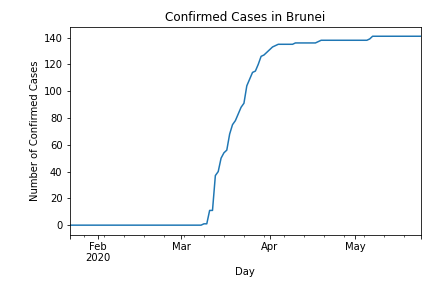 Confirmed Cases in Brunei
Number of Confirmed Cases
140
120
100
80
60
40
20
0
Feb
2020
Mar
Apr
May
Day